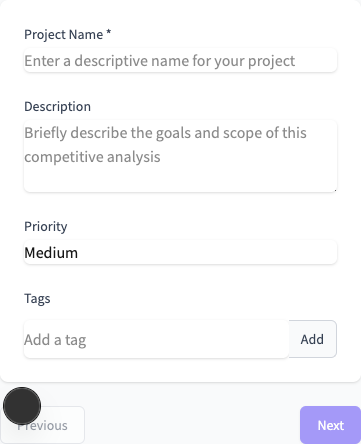 Project Name *
Enter a descriptive name for your project
Description
Briefly describe the goals and scope of this
competitive analysis
Priority
Medium
Tags
Add a tag
Add
Previous
Next